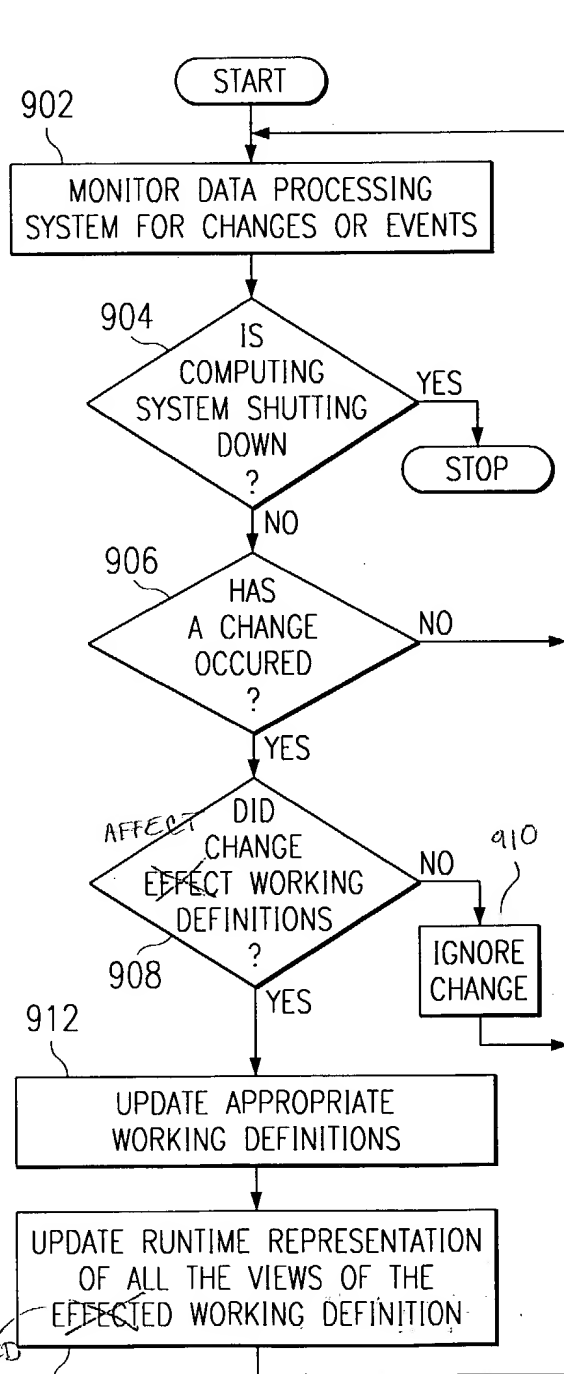 START
902
MONITOR DATA PROCESSING
SYSTEM FOR CHANGES OR EVENTS
904
IS
COMPUTING
SYSTEM SHUTTING
DOWN
?
YES
STOP
NO
906
HAS
A CHANGE
OCCURED
?
NO
YES
AFFECT
DID
CHANGE
EFFECT WORKING
DEFINITIONS
?
908
NO
910
IGNORE
CHANGE
YES
912
UPDATE APPROPRIATE
WORKING DEFINITIONS
UPDATE RUNTIME REPRESENTATION
OF ALL THE VIEWS OF THE
EFFECTED WORKING DEFINITION